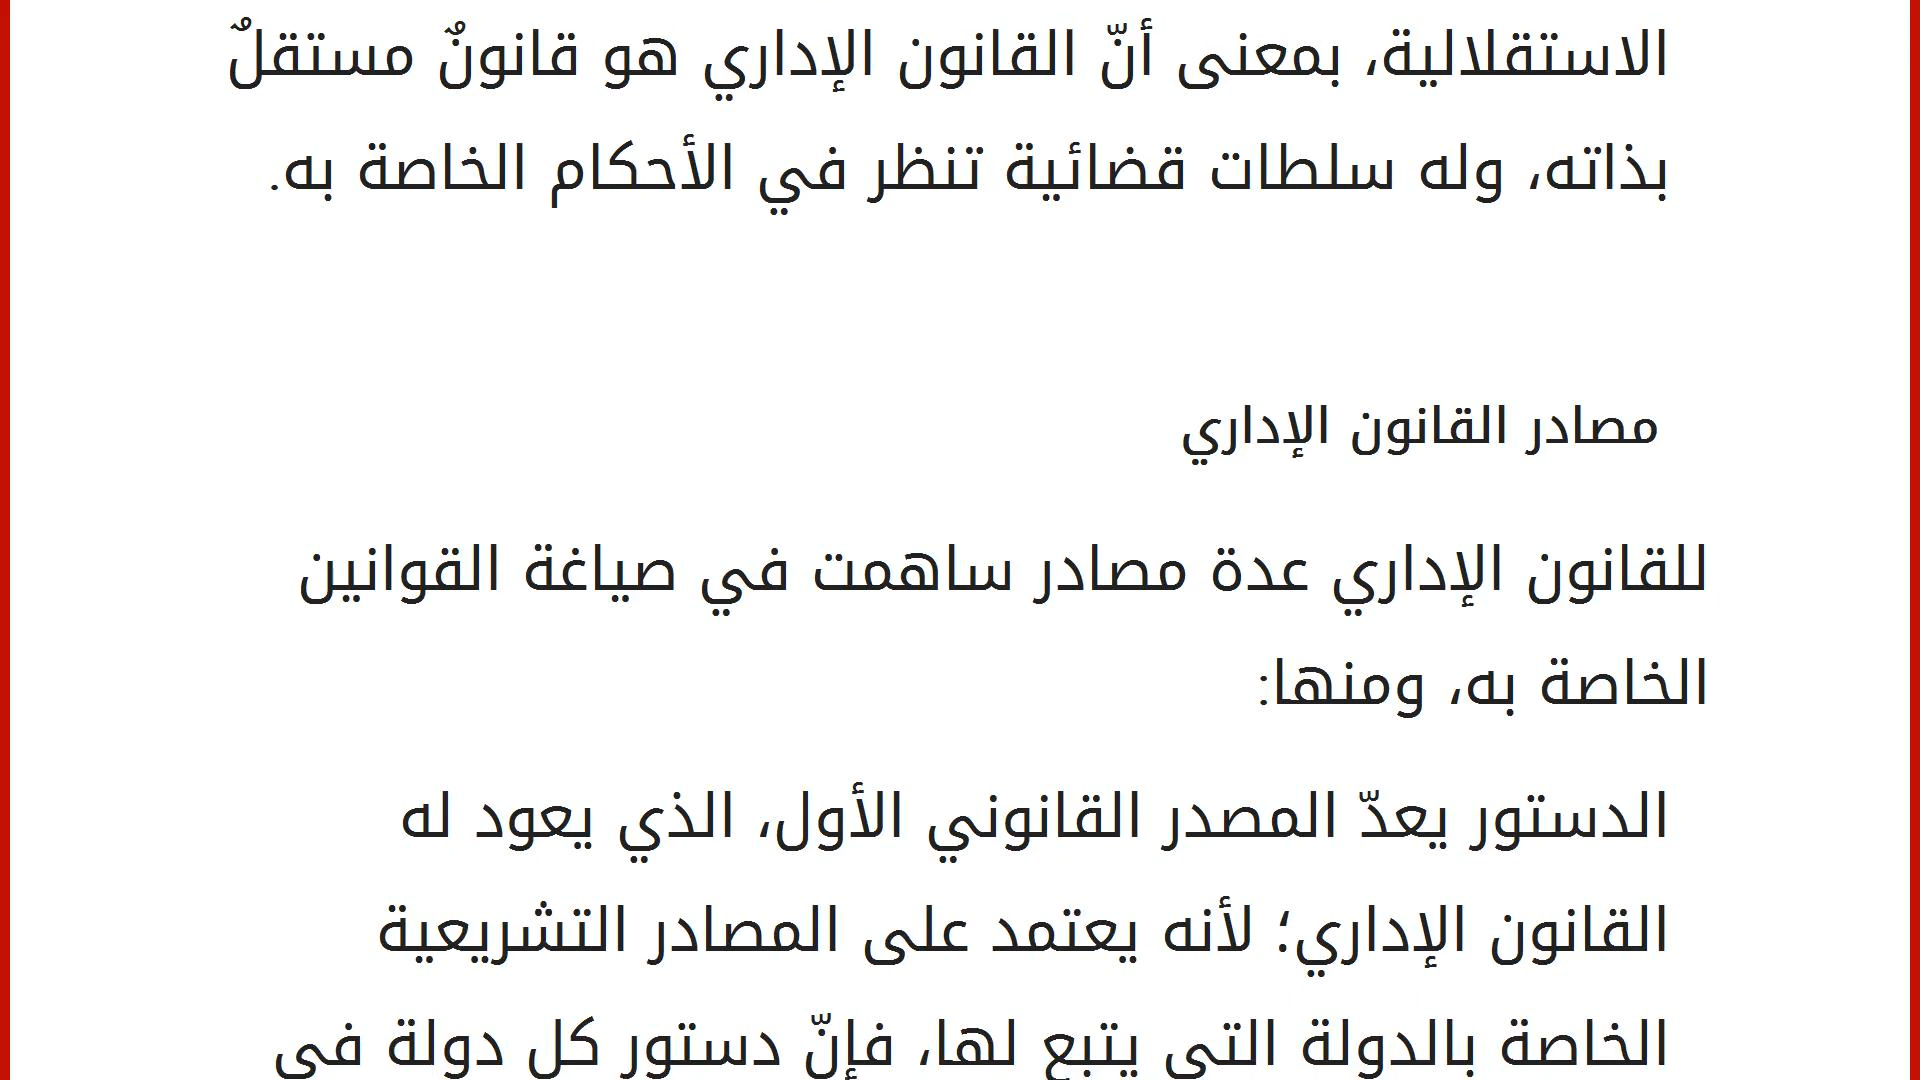 الاستقلالية، بمعنى أنّ القانون الإداري هو قانونٌ مستقلٌ
بذاته، وله سلطات قضائية تنظر في الأحكام الخاصة به.
مصادر القانون الإداري
للقانون الإداري عدة مصادر ساهمت في صياغة القوانين
الخاصة به، ومنها:
الدستور يعدّ المصدر القانوني الأول، الذي يعود له
القانون الإداري؛ لأنه يعتمد على المصادر التشريعية
الخاصة بالدولة التي يتبع لها، فإنّ دستور كل دولة في